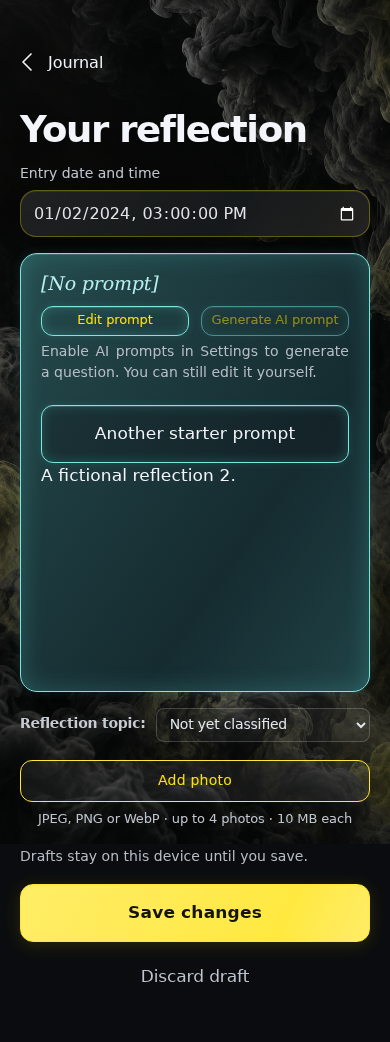 Journal
Your reflection
Entry date and time
01/02/2024, 03:00:00 PM
[No prompt]
Edit prompt
Generate AI prompt
Enable AI prompts in Settings to generate
a question. You can still edit it yourself.
Another starter prompt
A fictional reflection 2.
Reflection topic:
Not yet classified
Add photo
JPEG, PNG or WebP · up to 4 photos · 10 MB each
Drafts stay on this device until you save.
Save changes
Discard draft